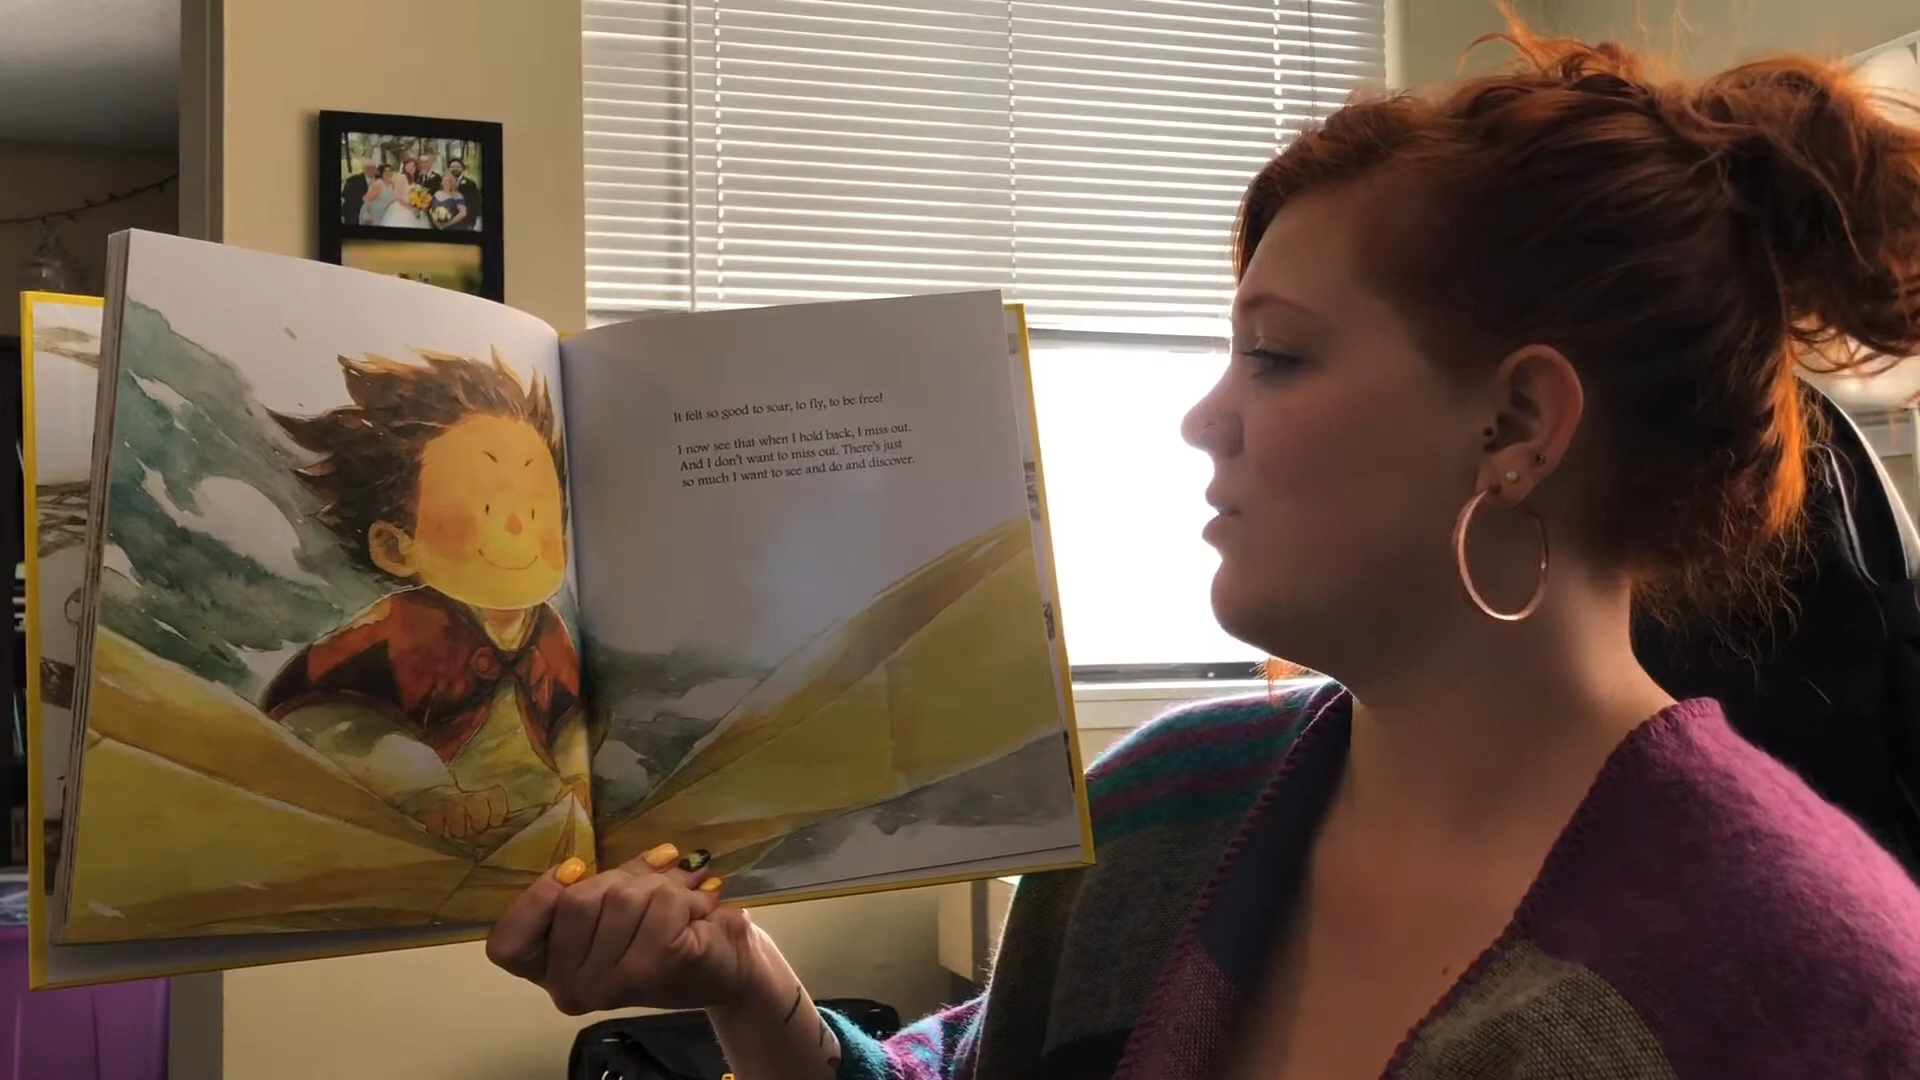 It felt so good to soar, to fly, to be free!
I now see that when I hold back, I miss out.
And I don't want to miss out. There's just
so much I want to see and do and discover.